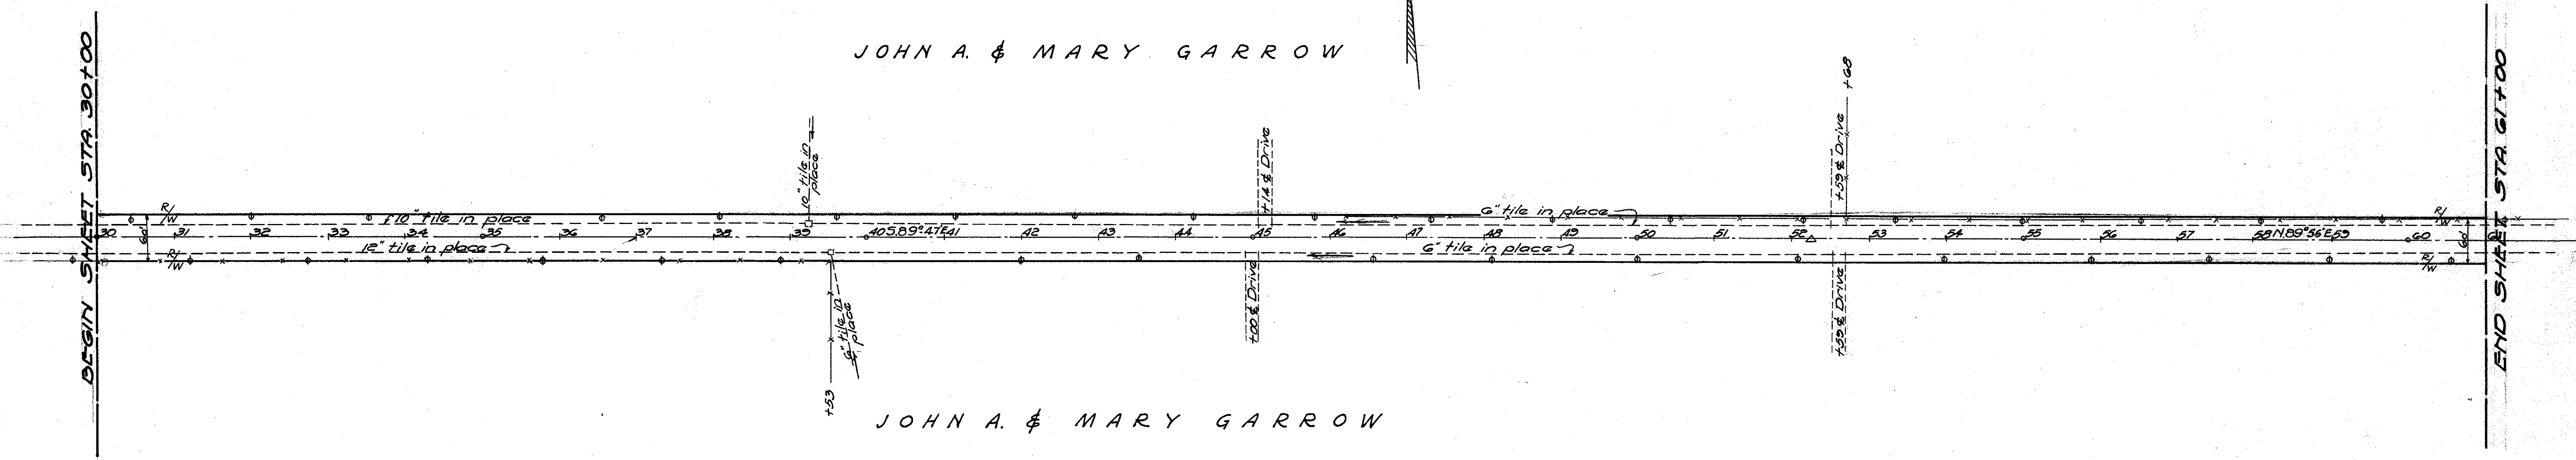 BEGIN SHEET STA. 30+00
JOHN A. & MARY GARROW
+68
10" tile in
place
+14 ℄ Drive
+59 ℄ Drive
R/W
10" tile in place
6" tile in place
R/W
60'
30 31 32 33 34 35 36 37 38 39 40 S.89°47'E 41 42 43 44 45 46 47 48 49 50 51 52 53 54 55 56 57 58 N.89°56'E 59 60
60'
R/W
12" tile in place
6" tile in place
R/W
6" tile in
place
+00 ℄ Drive
+59 ℄ Drive
+53
JOHN A. & MARY GARROW
END SHEET STA. 61+00